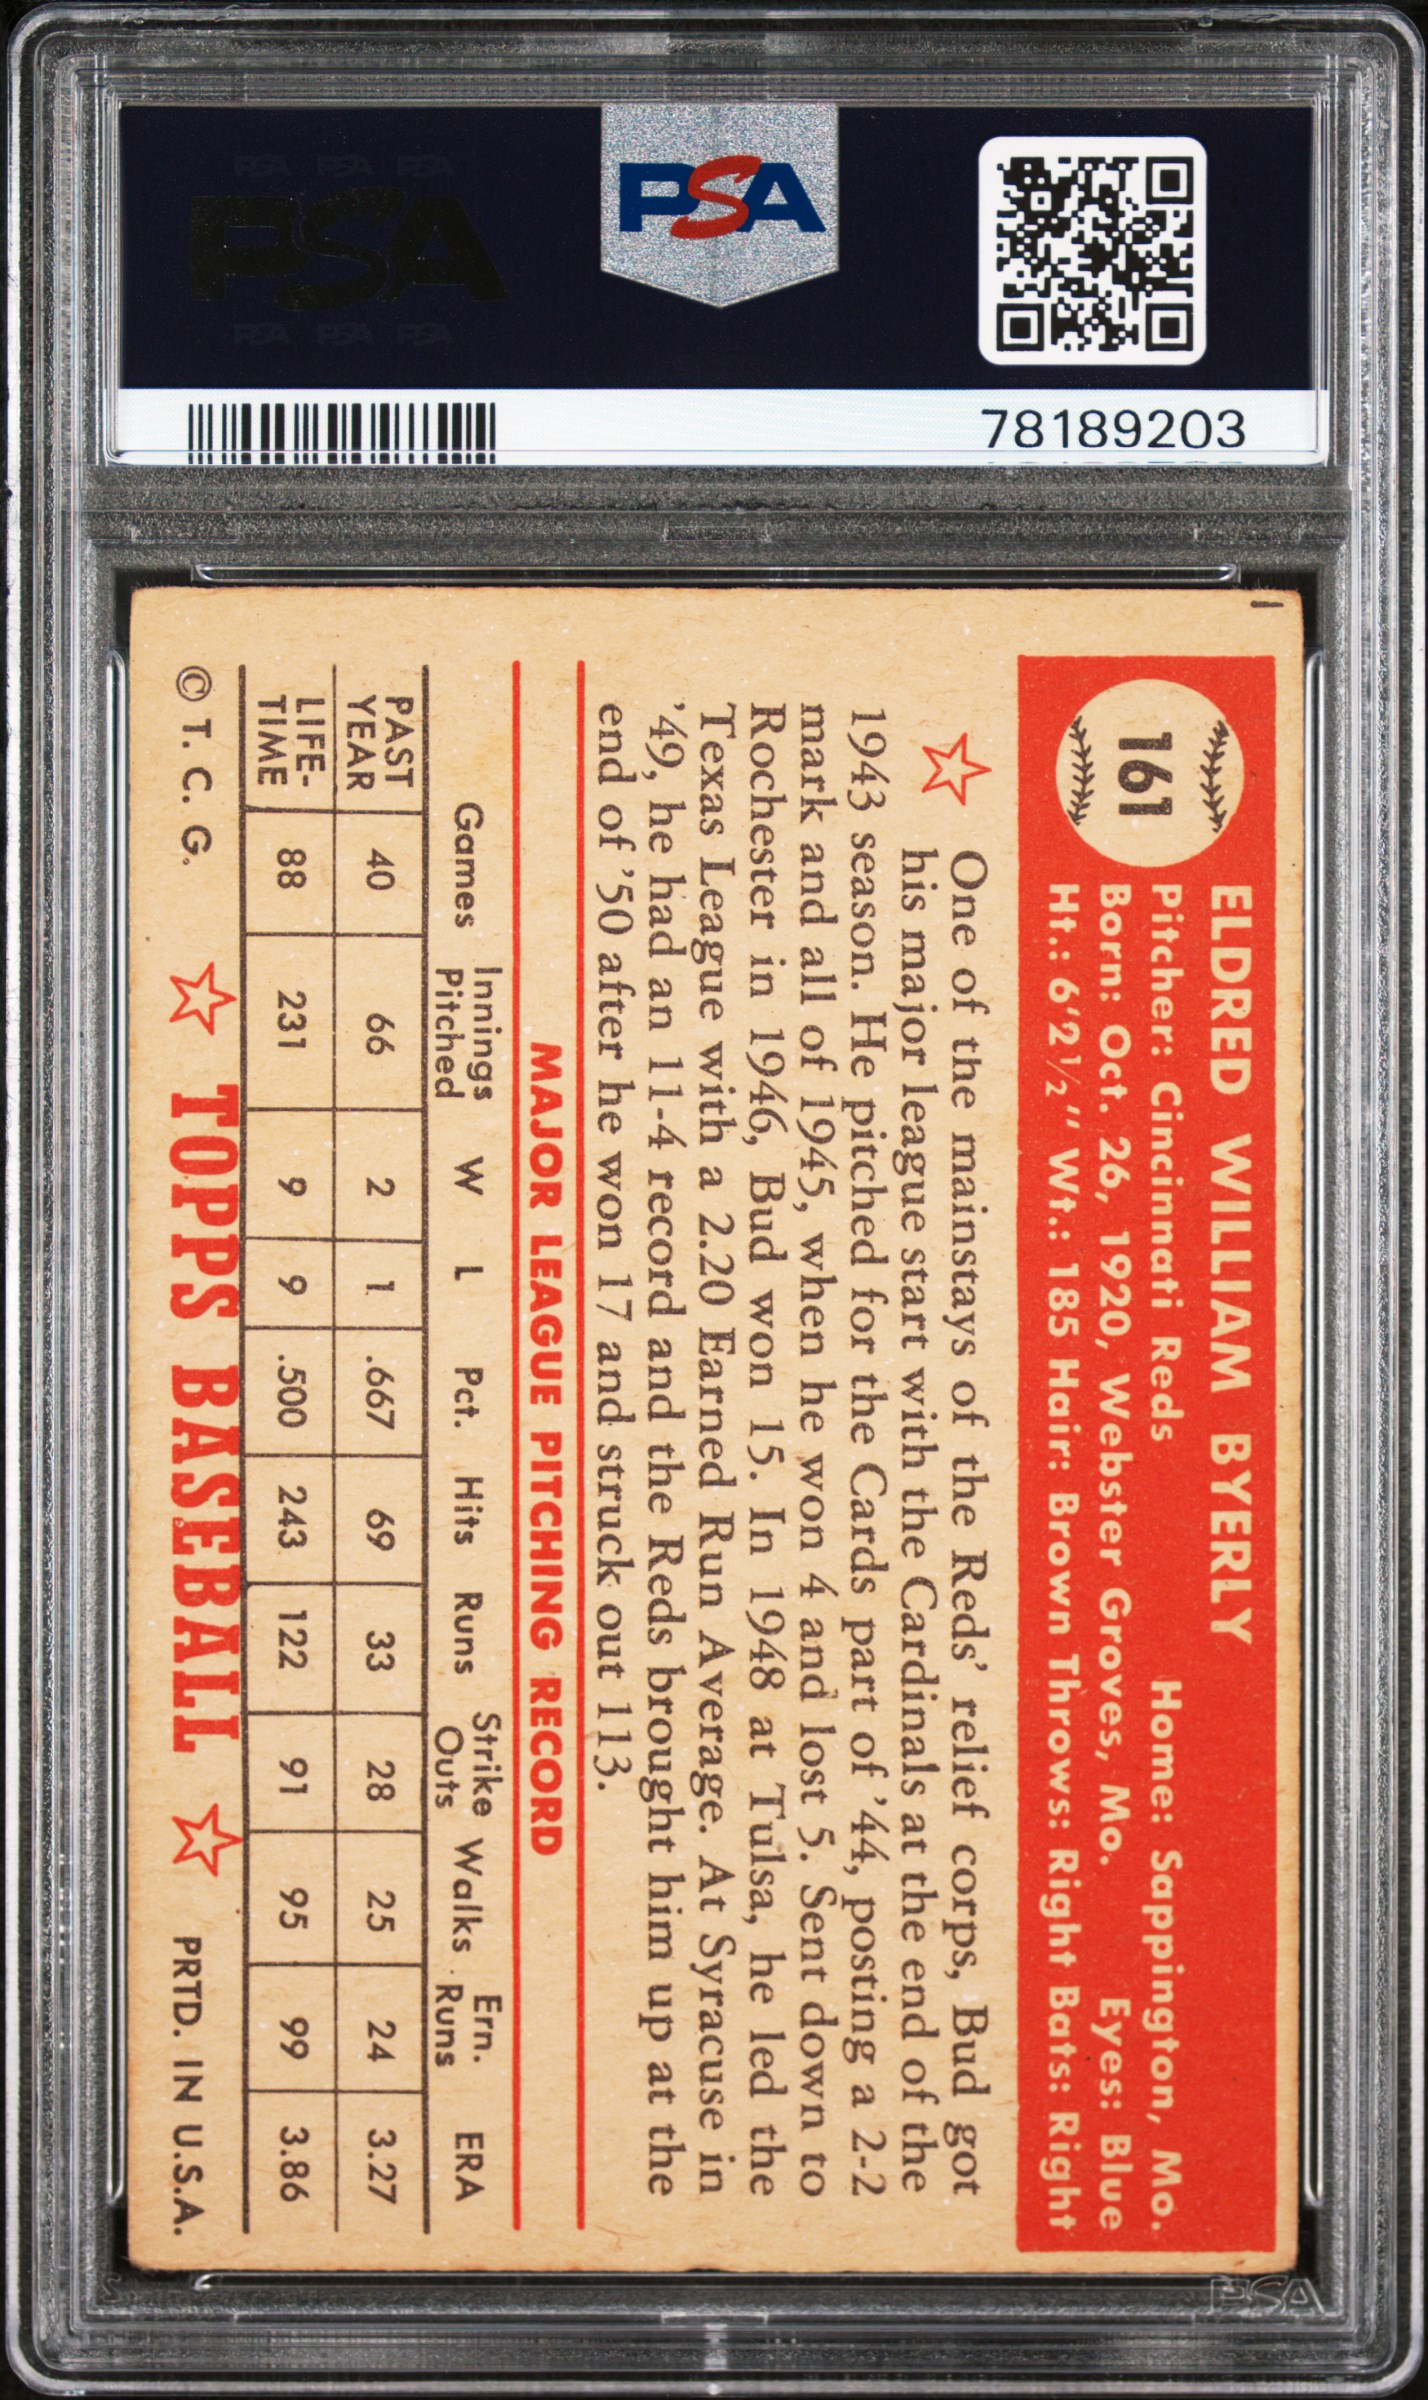 PSA PSA PSA
PSA
PSA PSA PSA
PSA
78189203
161
ELDRED WILLIAM BYERLY
Pitcher: Cincinnati Reds Home: Sappington, Mo.
Born: Oct. 26, 1920, Webster Groves, Mo. Eyes: Blue
Ht.: 6'2½" Wt.: 185 Hair: Brown Throws: Right Bats: Right
One of the mainstays of the Reds' relief corps, Bud got
his major league start with the Cardinals at the end of the
1943 season. He pitched for the Cards part of '44, posting a 2-2
mark and all of 1945, when he won 4 and lost 5. Sent down to
Rochester in 1946, Bud won 15. In 1948 at Tulsa, he led the
Texas League with a 2.20 Earned Run Average. At Syracuse in
'49, he had an 11-4 record and the Reds brought him up at the
end of '50 after he won 17 and struck out 113.
MAJOR LEAGUE PITCHING RECORD
Games Innings Pitched W L Pct. Hits Runs Strike Outs Walks Ern. Runs ERA
PAST YEAR 40 66 2 1 .667 69 33 28 25 24 3.27
LIFE-TIME 88 231 9 9 .500 243 122 91 95 99 3.86
© T. C. G. TOPPS BASEBALL PRTD. IN U.S.A.
PSA